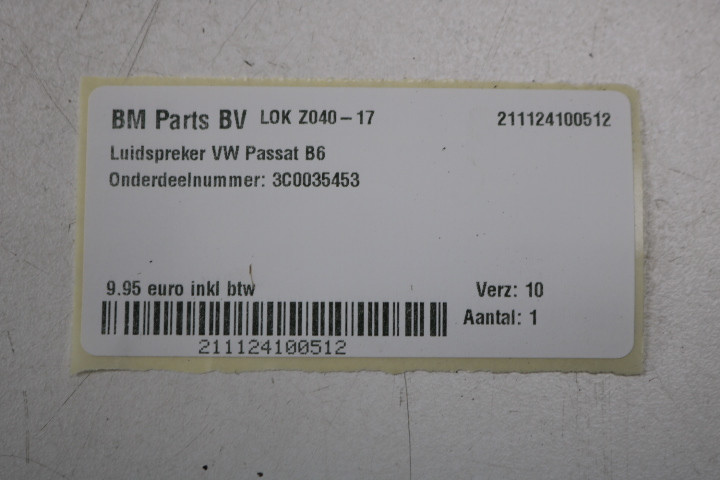 BM Parts BV LOK Z040-17 211124100512
Luidspreker VW Passat B6
Onderdeelnummer: 3C0035453
9.95 euro inkl btw Verz: 10
Aantal: 1
211124100512